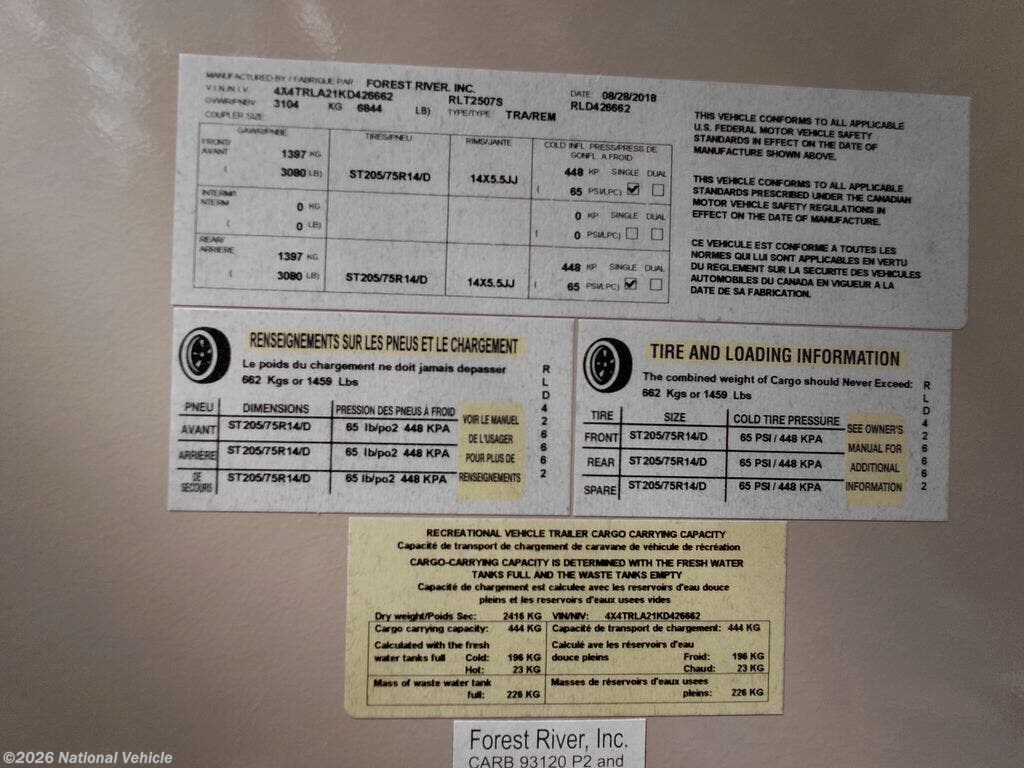 MANUFACTURED BY / FABRIQUE PAR FOREST RIVER, INC. DATE 08/28/2018
V.I.N./N.I.V. 4X4TRLA21KD426662 RLT2507S RLD426662
GVWR/PNBV 3104 KG 6844 LB) TYPE/TYPE TRA/REM
COUPLER SIZE
GAWR/PNBE TIRES/PNEU RIMS/JANTE COLD INFL. PRESS/PRESS DE GONFL. A FROID
FRONT/ AVANT 1397 KG 448 KP SINGLE DUAL
( 3080 LB) ST205/75R14/D 14X5.5JJ ( 65 PSI/LPC)
INTERM/ INTERM 0 KG 0 KP SINGLE DUAL
( 0 LB) ( 0 PSI/LPC)
REAR/ ARRIERE 1397 KG 448 KP SINGLE DUAL
( 3080 LB) ST205/75R14/D 14X5.5JJ ( 65 PSI/LPC)
THIS VEHICLE CONFORMS TO ALL APPLICABLE
U.S. FEDERAL MOTOR VEHICLE SAFETY
STANDARDS IN EFFECT ON THE DATE OF
MANUFACTURE SHOWN ABOVE.
THIS VEHICLE CONFORMS TO ALL APPLICABLE
STANDARDS PRESCRIBED UNDER THE CANADIAN
MOTOR VEHICLE SAFETY REGULATIONS IN
EFFECT ON THE DATE OF MANUFACTURE.
CE VEHICULE EST CONFORME A TOUTES LES
NORMES QUI LUI SONT APPLICABLES EN VERTU
DU REGLEMENT SUR LA SECURITE DES VEHICULES
AUTOMOBILES DU CANADA EN VIGUEUR A LA
DATE DE SA FABRICATION.
RENSEIGNEMENTS SUR LES PNEUS ET LE CHARGEMENT
Le poids du chargement ne doit jamais depasser
662 Kgs or 1459 Lbs
PNEU DIMENSIONS PRESSION DES PNEUS À FROID
AVANT ST205/75R14/D 65 lb/po2 448 KPA
ARRIÈRE ST205/75R14/D 65 lb/po2 448 KPA
DE SECOURS ST205/75R14/D 65 lb/po2 448 KPA
VOIR LE MANUEL
DE L'USAGER
POUR PLUS DE
RENSEIGNEMENTS
RLD426662
TIRE AND LOADING INFORMATION
The combined weight of Cargo should Never Exceed:
662 Kgs or 1459 Lbs
TIRE SIZE COLD TIRE PRESSURE
FRONT ST205/75R14/D 65 PSI / 448 KPA
REAR ST205/75R14/D 65 PSI / 448 KPA
SPARE ST205/75R14/D 65 PSI / 448 KPA
SEE OWNER'S
MANUAL FOR
ADDITIONAL
INFORMATION
RLD426662
RECREATIONAL VEHICLE TRAILER CARGO CARRYING CAPACITY
Capacité de transport de chargement de caravane de véhicule de récréation
CARGO-CARRYING CAPACITY IS DETERMINED WITH THE FRESH WATER
TANKS FULL AND THE WASTE TANKS EMPTY
Capacité de chargement est calculee avec les reservoirs d'eau douce
pleins et les reservoirs d'eaux usees vides
Dry weight/Poids Sec: 2416 KG VIN/NIV: 4X4TRLA21KD426662
Cargo carrying capacity: 444 KG Capacité de transport de chargement: 444 KG
Calculated with the fresh Calculé ave les réservoirs d'eau
water tanks full Cold: 196 KG douce pleins Froid: 196 KG
Hot: 23 KG Chaud: 23 KG
Mass of waste water tank Masses de réservoirs d'eaux usees
full: 226 KG pleins: 226 KG
Forest River, Inc.
CARB 93120 P2 and
©2026 National Vehicle